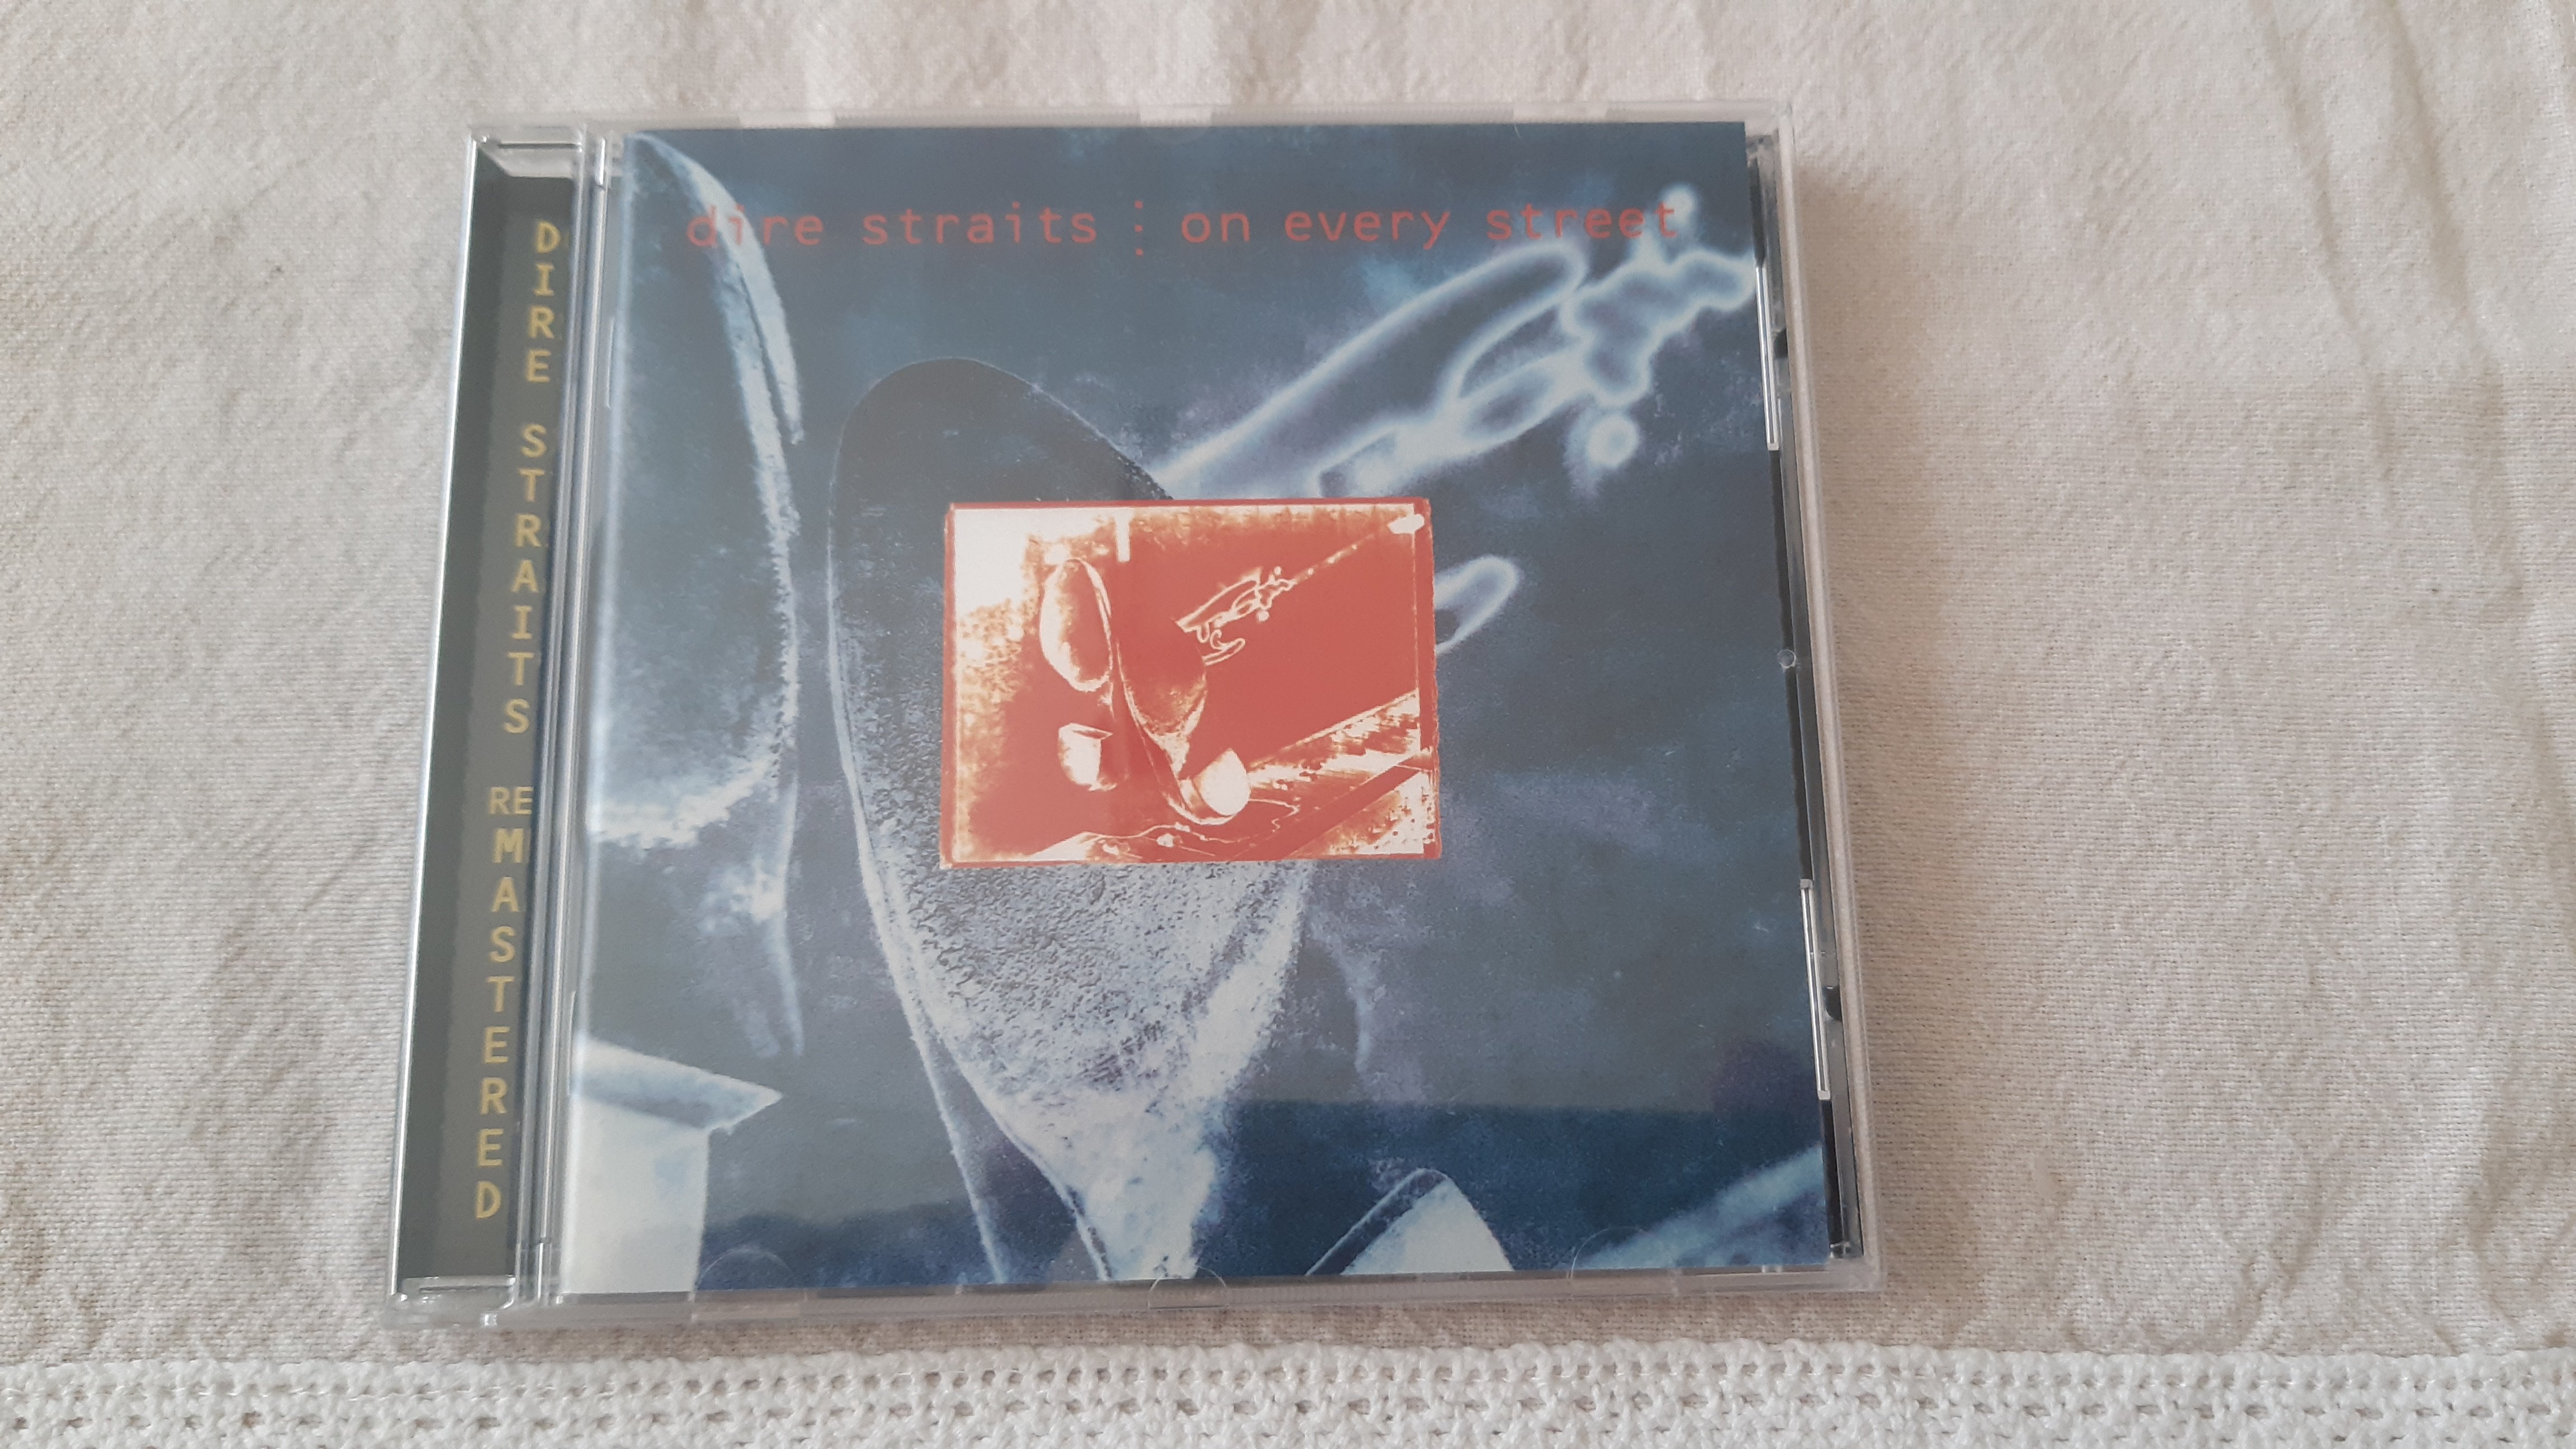 dire straits ⋮ on every street
DIRE STRAITS REMASTERED